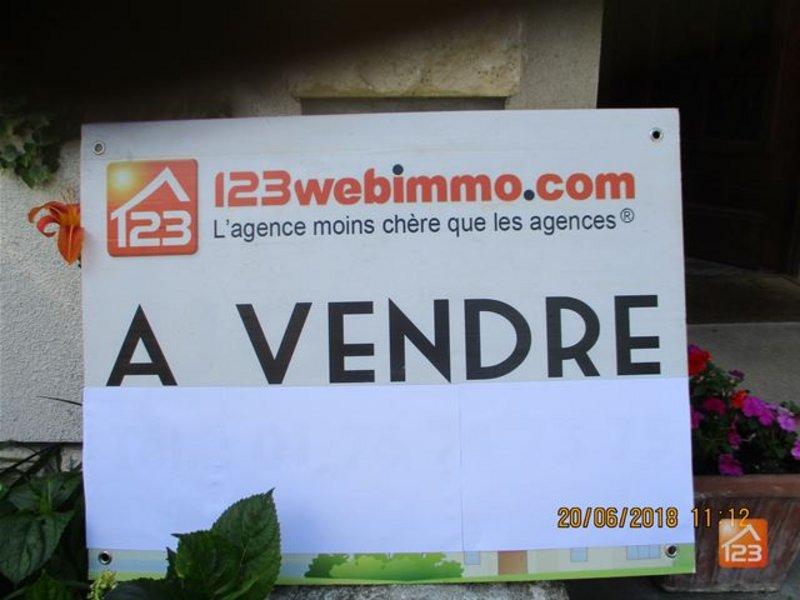 123
123webimmo.com
L'agence moins chère que les agences®
A VENDRE
20/06/2018 11:12
123